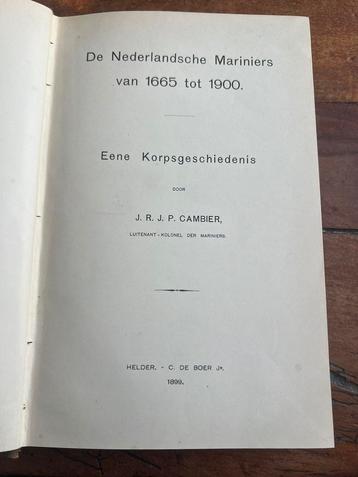 De Nederlandsche Mariniers
van 1665 tot 1900.
Eene Korpsgeschiedenis
DOOR
J. R. J. P. CAMBIER,
LUITENANT-KOLONEL DER MARINIERS.
HELDER. - C. DE BOER Jr.
1899.